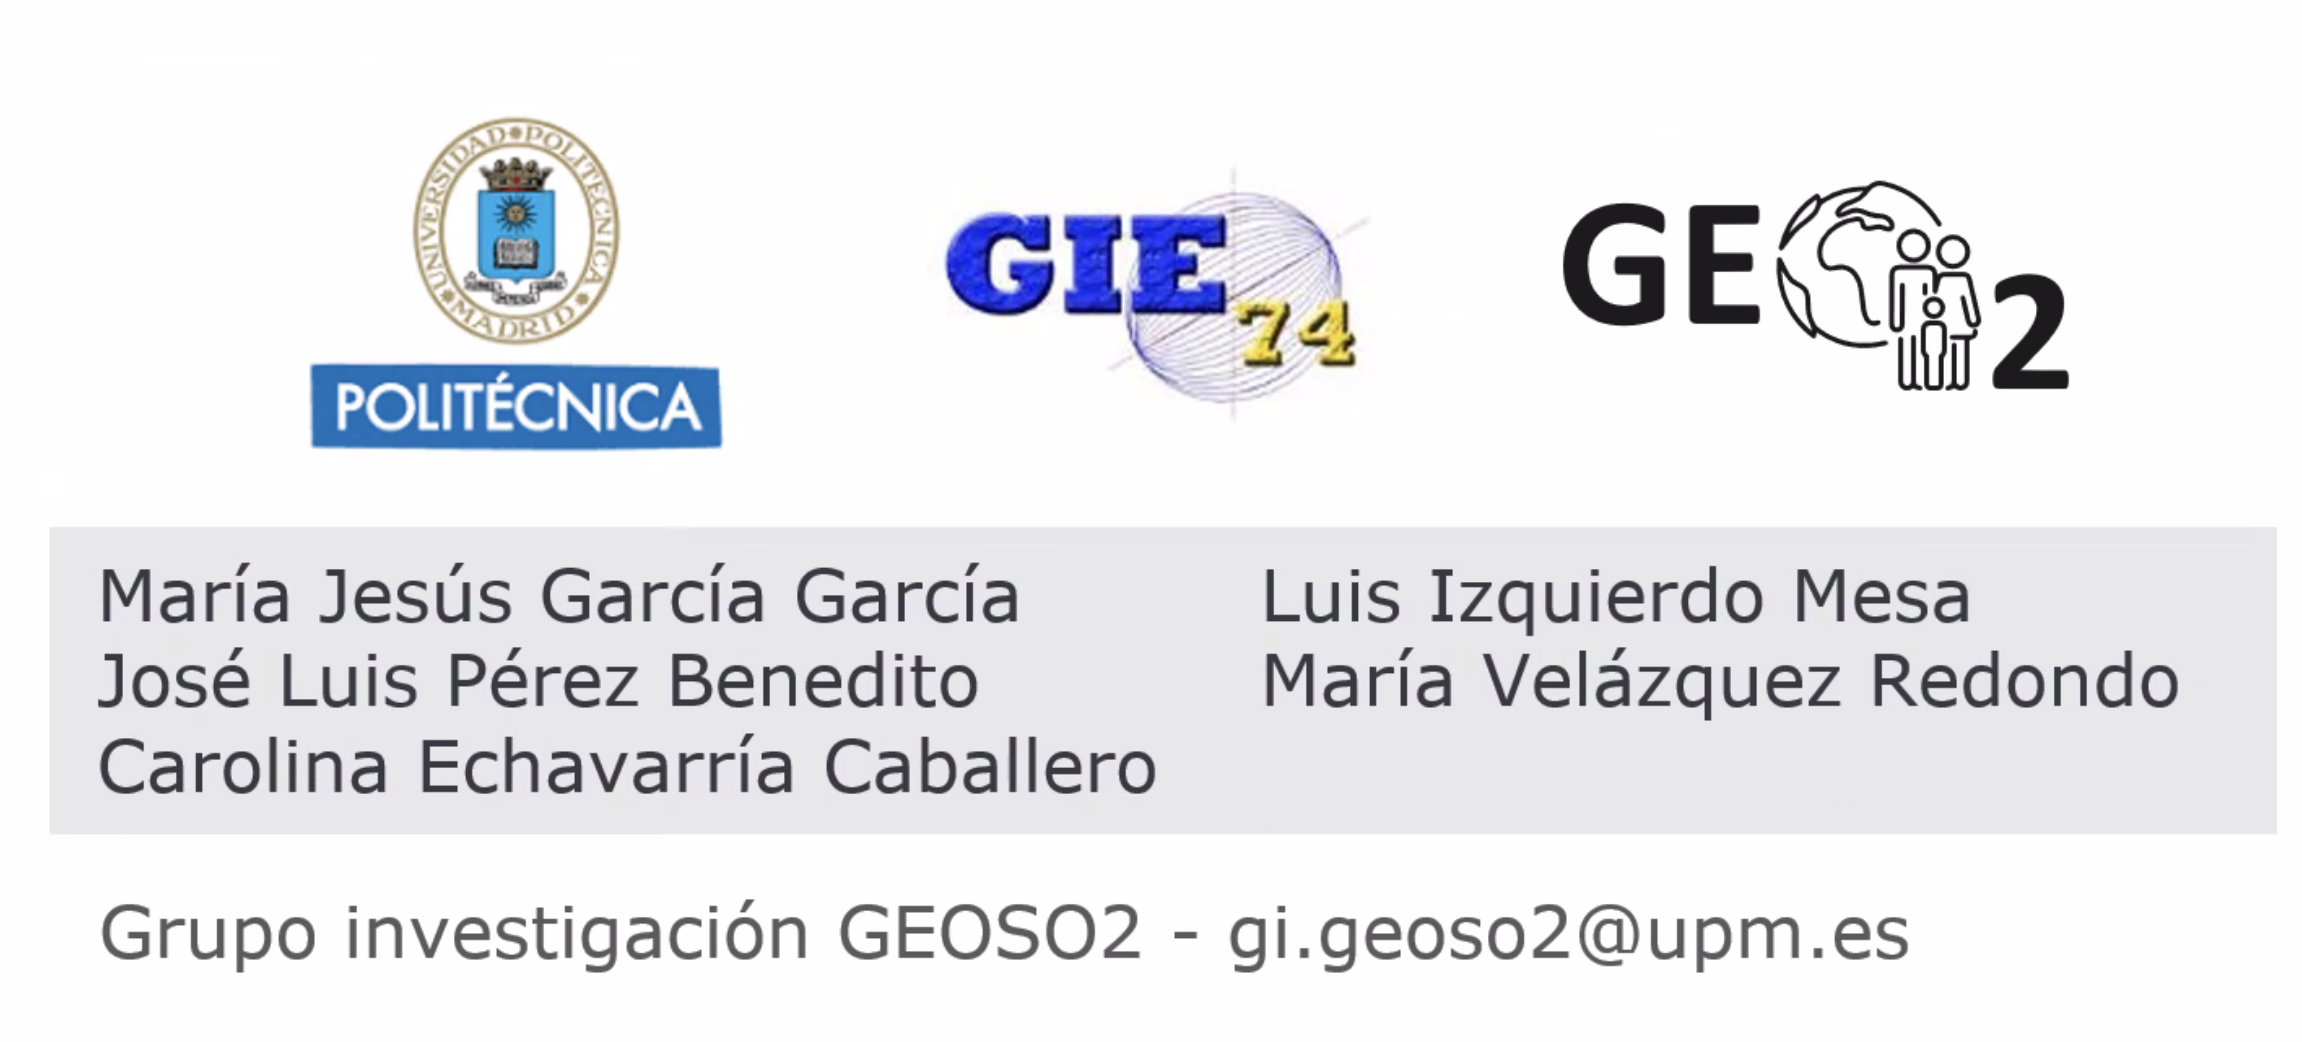 UNIVERSIDAD POLITÉCNICA
MADRID
POLITÉCNICA
GIE
74
GE 2
María Jesús García García
José Luis Pérez Benedito
Carolina Echavarría Caballero
Luis Izquierdo Mesa
María Velázquez Redondo
Grupo investigación GEOSO2 - gi.geoso2@upm.es